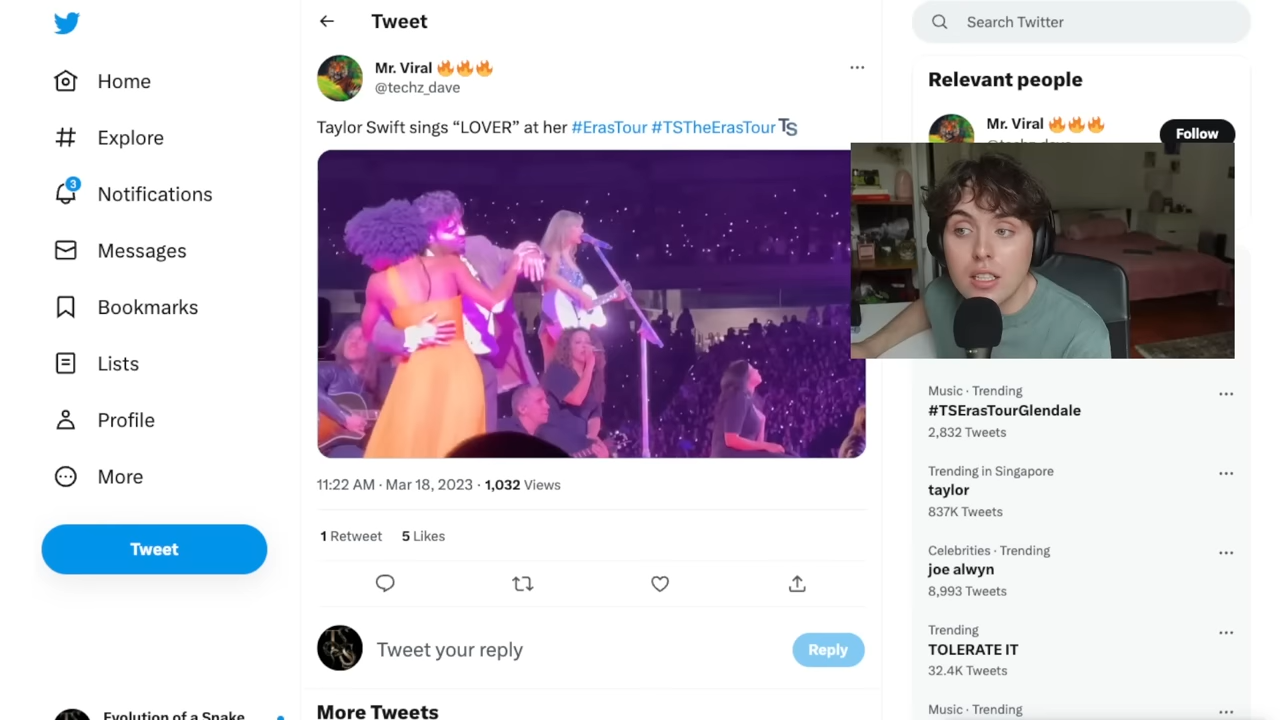 Home
Explore
3
Notifications
Messages
Bookmarks
Lists
Profile
More
Tweet
Evolution of a Snake
Tweet
Mr. Viral 🔥🔥🔥
@techz_dave
Taylor Swift sings “LOVER” at her #ErasTour #TSTheErasTour TS
11:22 AM · Mar 18, 2023 · 1,032 Views
1 Retweet 5 Likes
Tweet your reply
Reply
More Tweets
Search Twitter
Relevant people
Mr. Viral 🔥🔥🔥
@techz_dave
Follow
Music · Trending
#TSErasTourGlendale
2,832 Tweets
Trending in Singapore
taylor
837K Tweets
Celebrities · Trending
joe alwyn
8,993 Tweets
Trending
TOLERATE IT
32.4K Tweets
Music · Trending